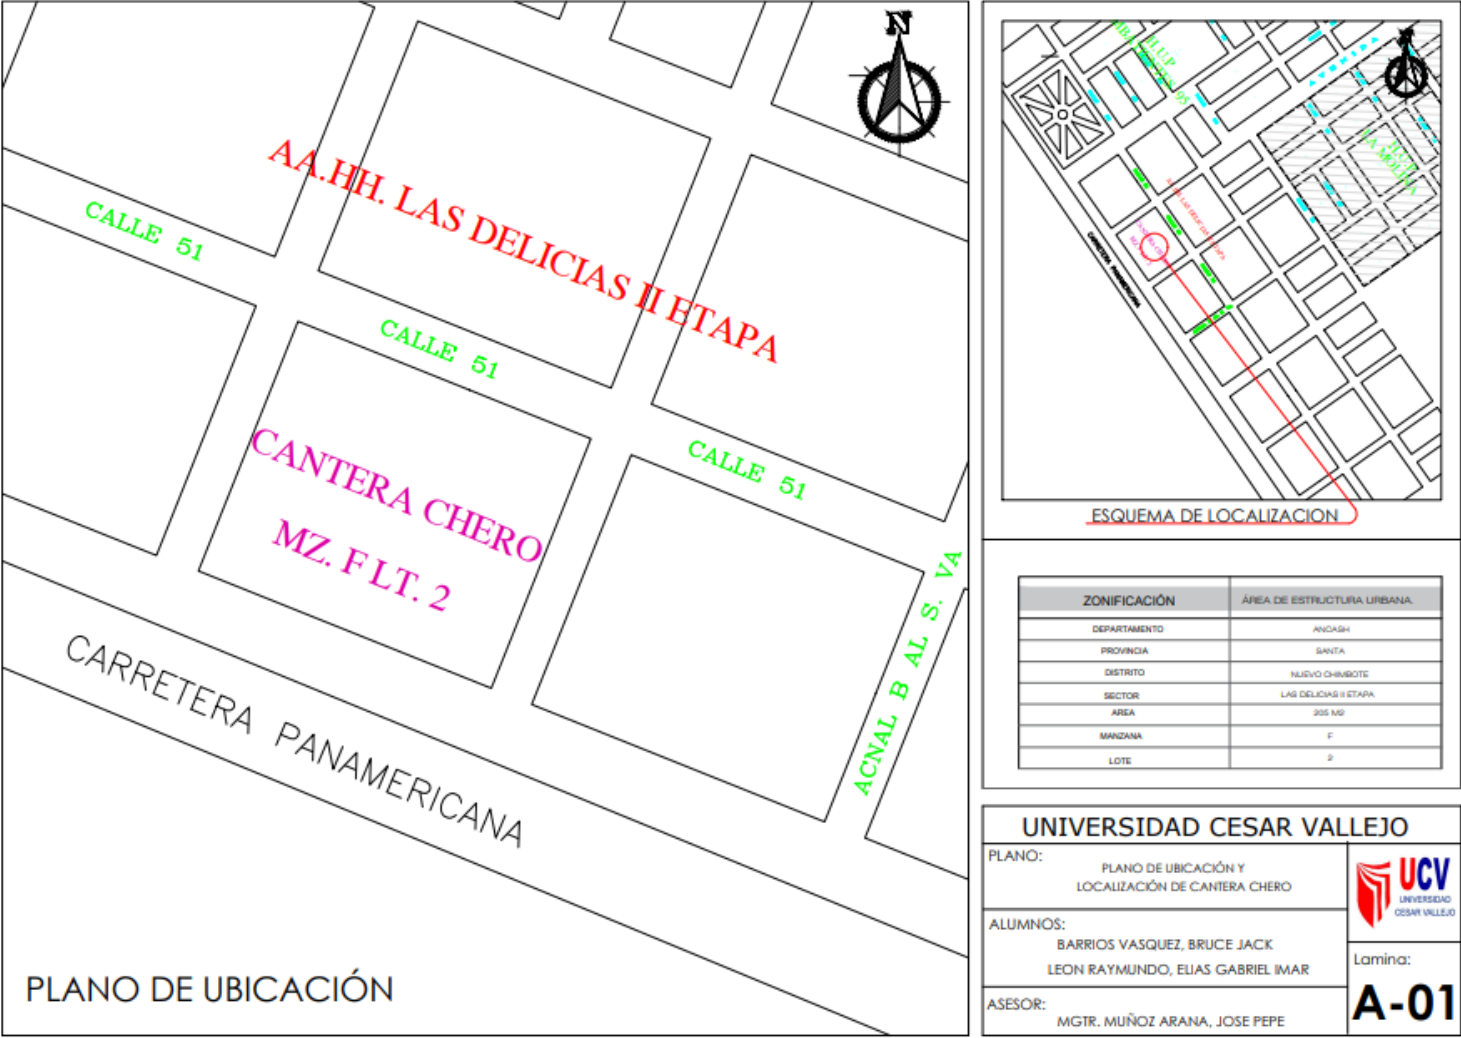 N
AA.HH. LAS DELICIAS II ETAPA
CALLE 51
CALLE 51
CALLE 51
CANTERA CHERO
MZ. F LT. 2
ACNAL B AL S. VA
CARRETERA PANAMERICANA
PLANO DE UBICACIÓN
H.U.P.
H.U.P.
LA MOLINA
CARRETERA PANAMERICANA
ESQUEMA DE LOCALIZACION
ZONIFICACIÓN ÁREA DE ESTRUCTURA URBANA.
DEPARTAMENTO ANCASH
PROVINCIA SANTA
DISTRITO NUEVO CHIMBOTE
SECTOR LAS DELICIAS II ETAPA
AREA M2
MANZANA F
LOTE 2
UNIVERSIDAD CESAR VALLEJO
PLANO:
PLANO DE UBICACIÓN Y
LOCALIZACIÓN DE CANTERA CHERO
ALUMNOS:
BARRIOS VASQUEZ, BRUCE JACK
LEON RAYMUNDO, ELIAS GABRIEL IMAR
ASESOR:
MGTR. MUÑOZ ARANA, JOSE PEPE
UCV
UNIVERSIDAD
CESAR VALLEJO
Lamina:
A-01